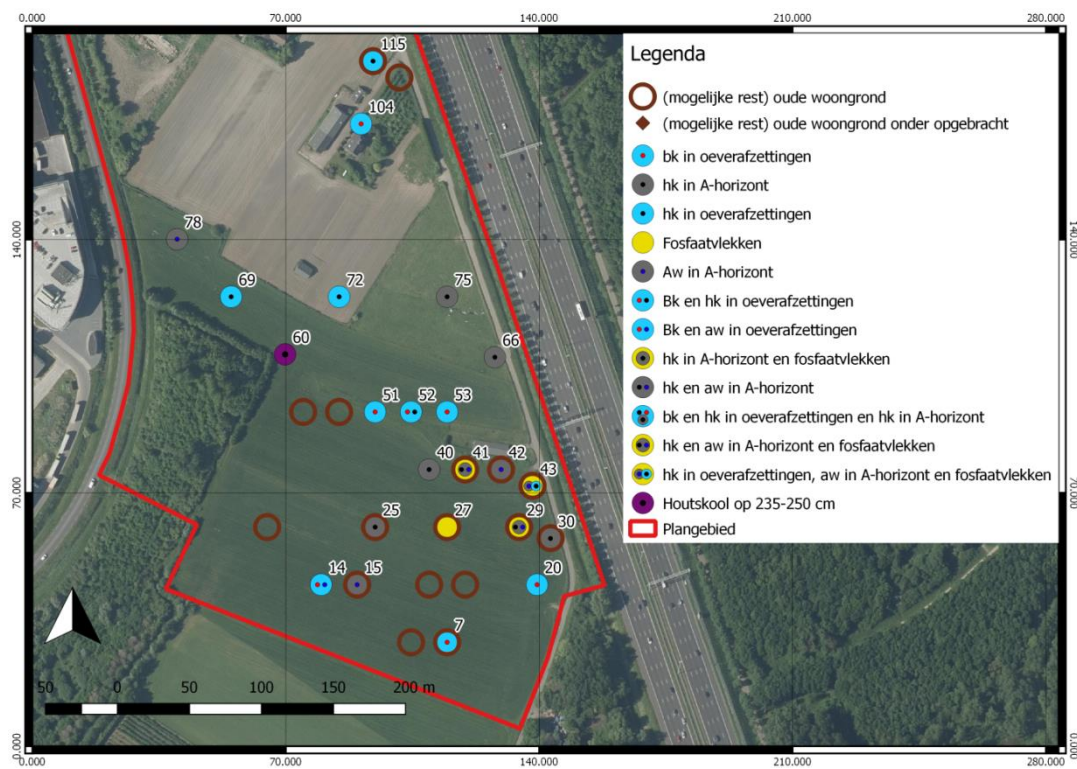 0.000 70.000 140.000 210.000 280.000
115
Legenda
(mogelijke rest) oude woongrond
104
(mogelijke rest) oude woongrond onder opgebracht
bk in oeverafzettingen
hk in A-horizont
hk in oeverafzettingen
78
140.000 140.000
Fosfaatvlekken
Aw in A-horizont
69 72 75
Bk en hk in oeverafzettingen
Bk en aw in oeverafzettingen
60 66
hk in A-horizont en fosfaatvlekken
hk en aw in A-horizont
51 52 53
bk en hk in oeverafzettingen en hk in A-horizont
hk en aw in A-horizont en fosfaatvlekken
40 41 42 43
hk in oeverafzettingen, aw in A-horizont en fosfaatvlekken
70.000 70.000
Houtskool op 235-250 cm
25 27 29 30
Plangebied
14 15 20
7
50 0 50 100 150 200 m
0.000 0.000
0.000 70.000 140.000 210.000 280.000